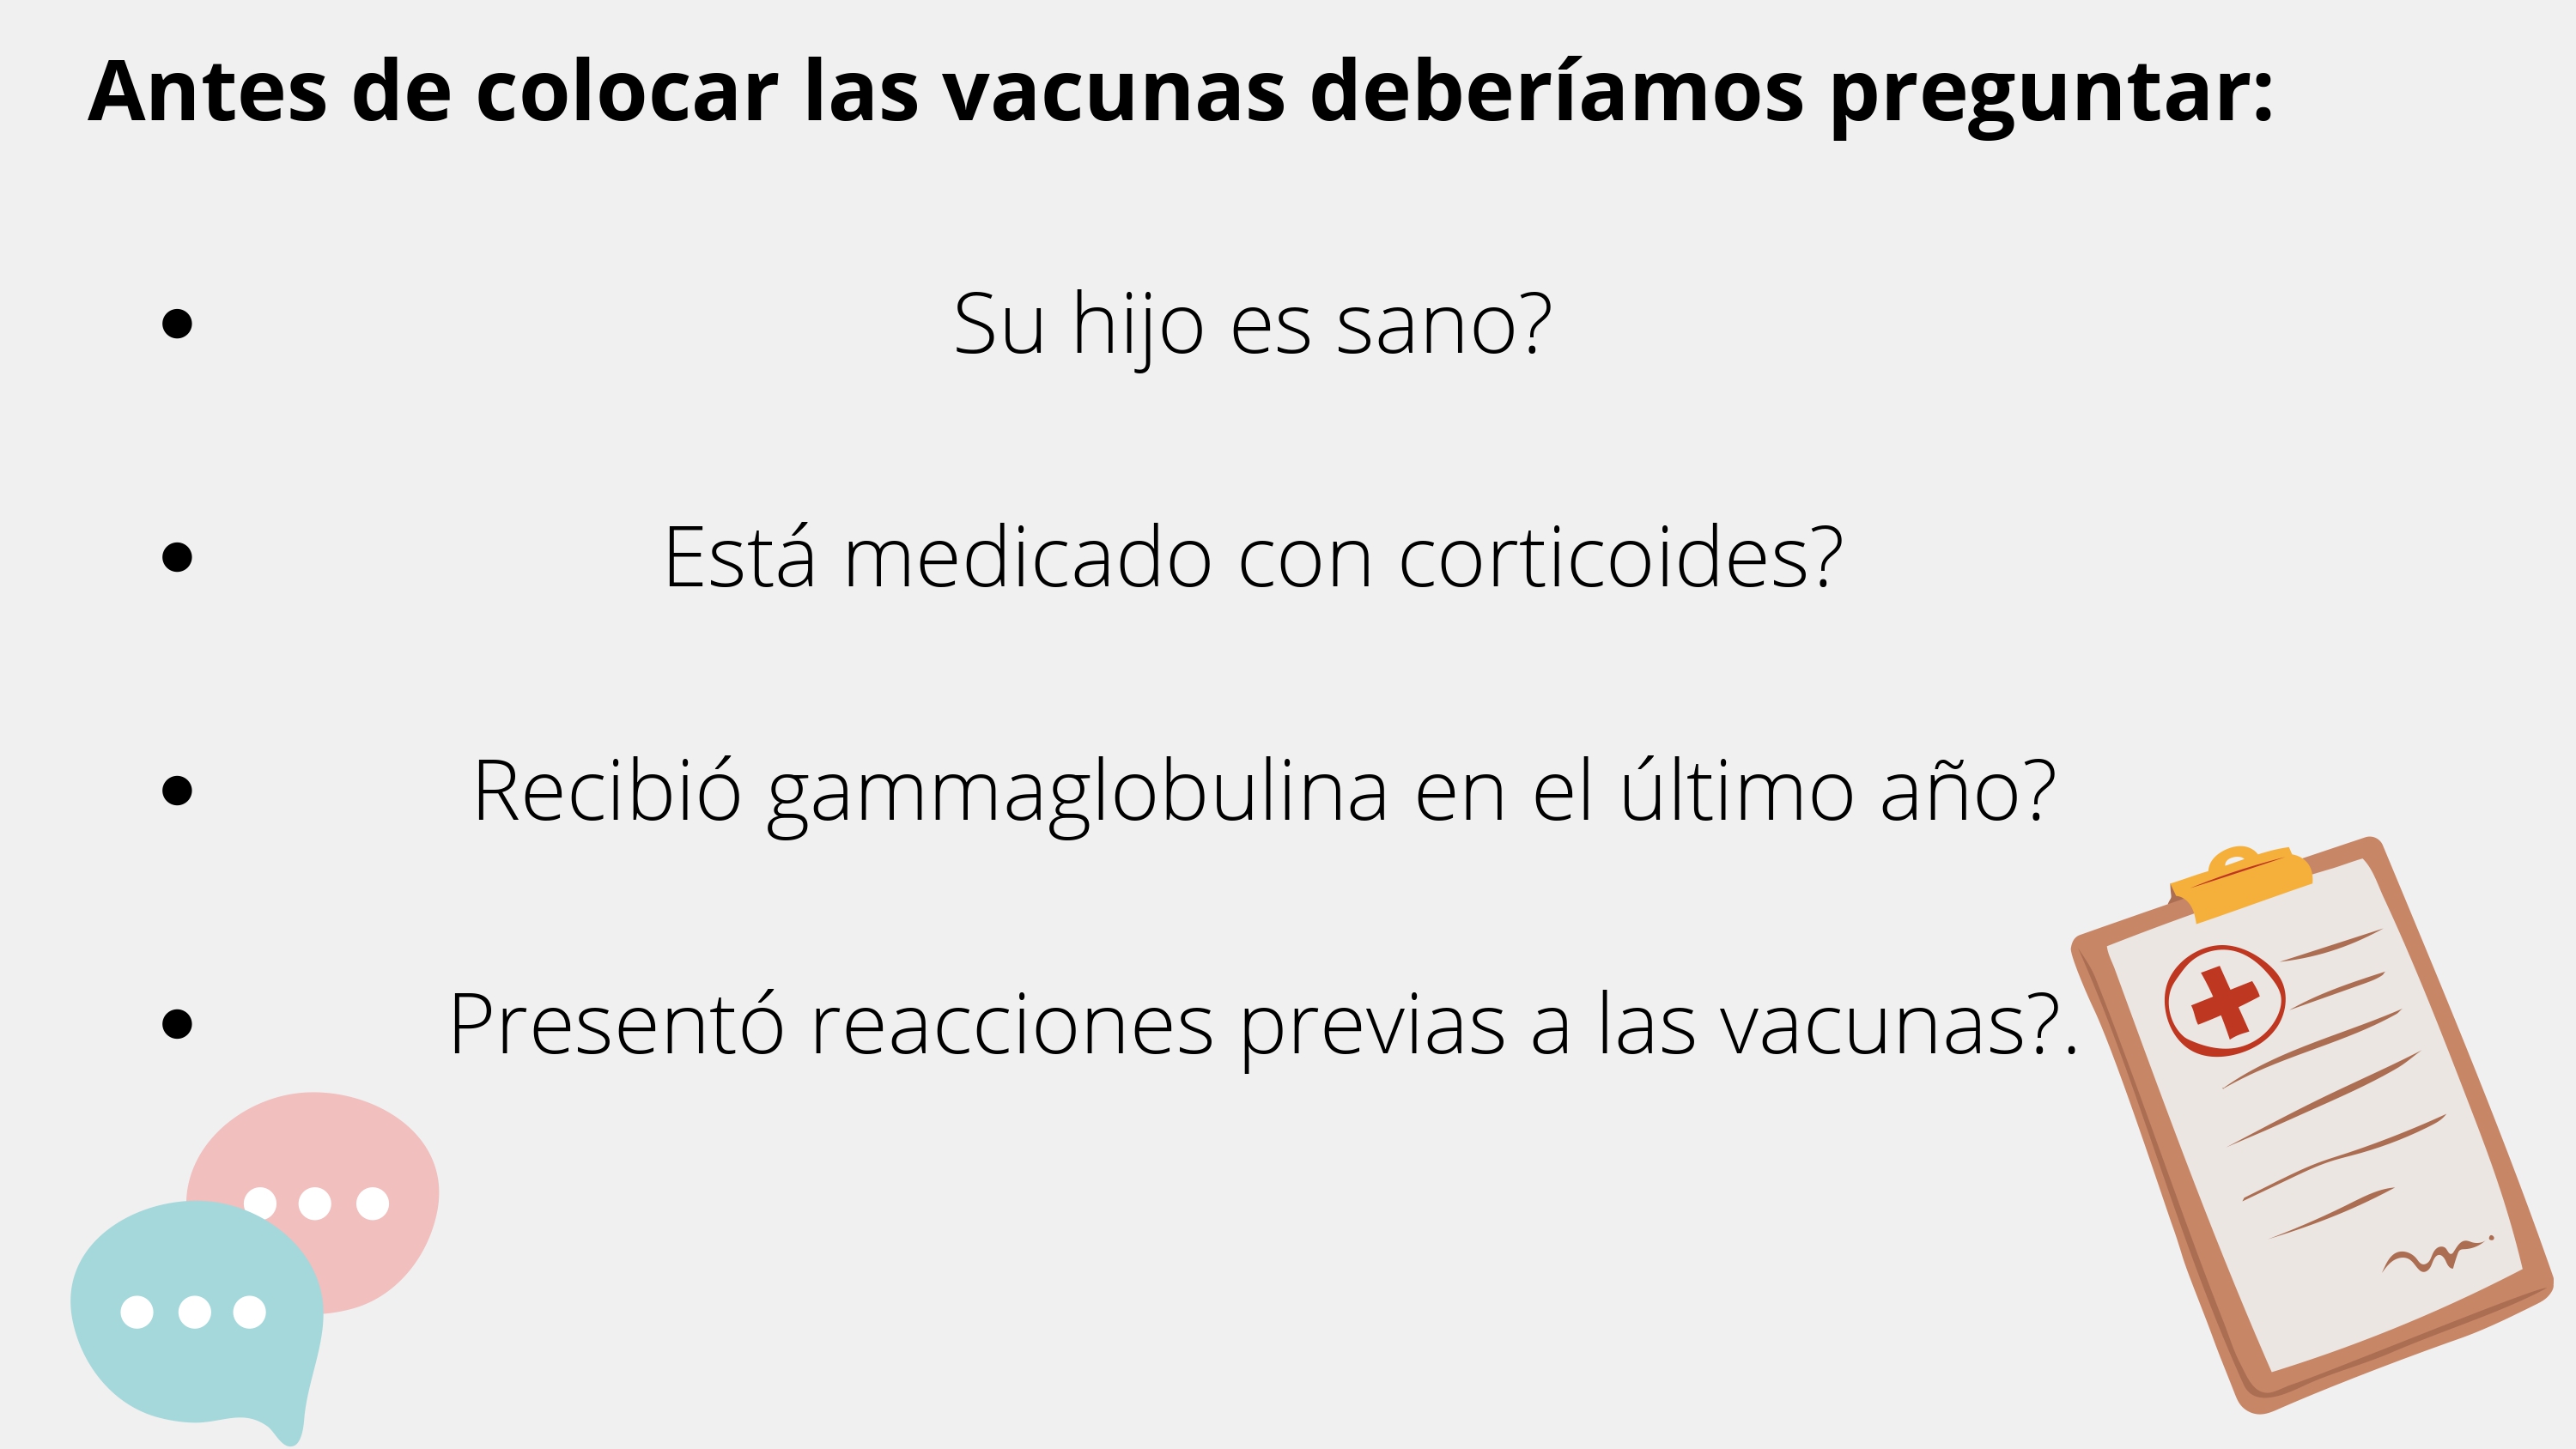 Antes de colocar las vacunas deberíamos preguntar:
• Su hijo es sano?
• Está medicado con corticoides?
• Recibió gammaglobulina en el último año?
• Presentó reacciones previas a las vacunas?.